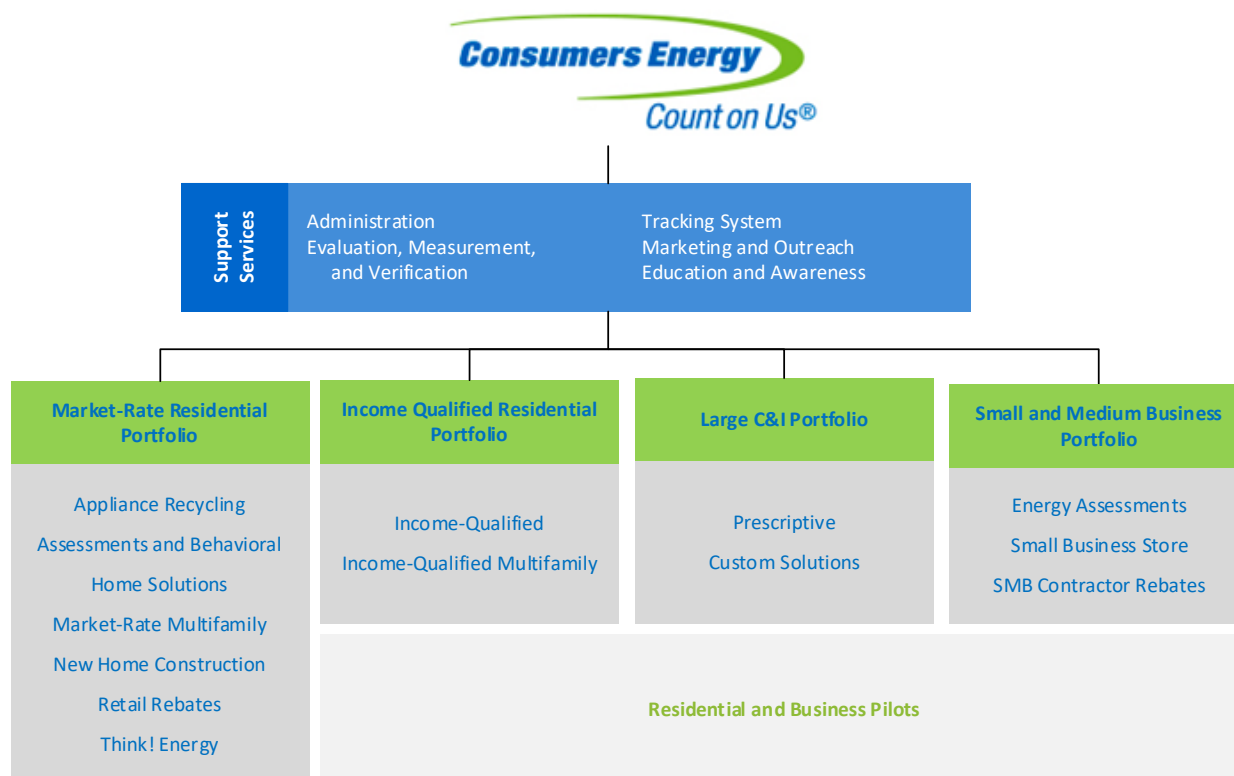 Consumers Energy
Count on Us®
Support
Services
Administration
Evaluation, Measurement,
and Verification
Tracking System
Marketing and Outreach
Education and Awareness
Market-Rate Residential
Portfolio
Appliance Recycling
Assessments and Behavioral
Home Solutions
Market-Rate Multifamily
New Home Construction
Retail Rebates
Think! Energy
Income Qualified Residential
Portfolio
Income-Qualified
Income-Qualified Multifamily
Large C&I Portfolio
Prescriptive
Custom Solutions
Small and Medium Business
Portfolio
Energy Assessments
Small Business Store
SMB Contractor Rebates
Residential and Business Pilots